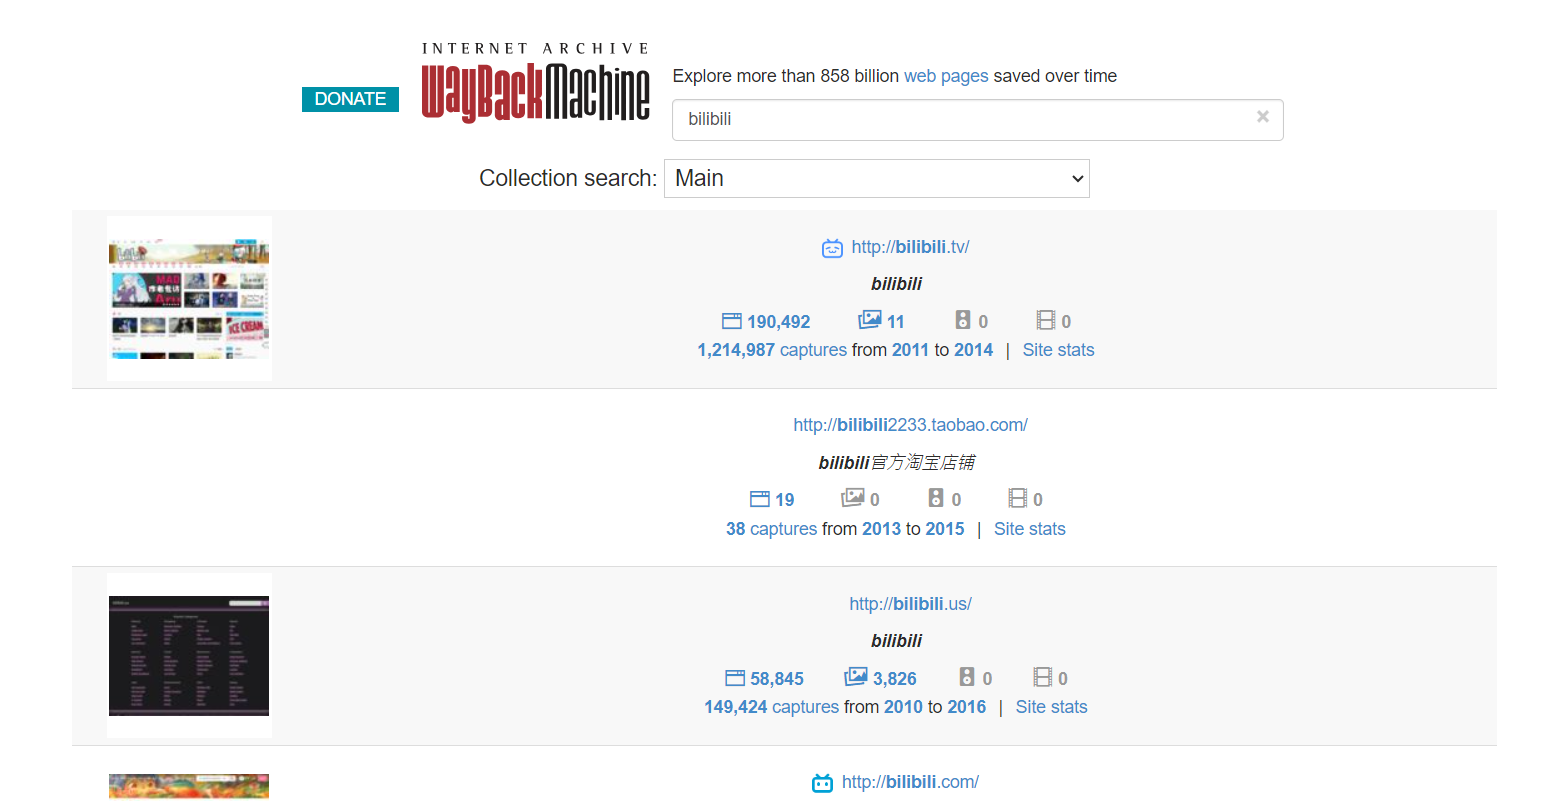 INTERNET ARCHIVE
WayBackMachine
DONATE
Explore more than 858 billion web pages saved over time
bilibili
Collection search: Main
http://bilibili.tv/
bilibili
190,492 11 0 0
1,214,987 captures from 2011 to 2014 | Site stats
http://bilibili2233.taobao.com/
bilibili官方淘宝店铺
19 0 0 0
38 captures from 2013 to 2015 | Site stats
http://bilibili.us/
bilibili
58,845 3,826 0 0
149,424 captures from 2010 to 2016 | Site stats
http://bilibili.com/
MAD
ICE CREAM